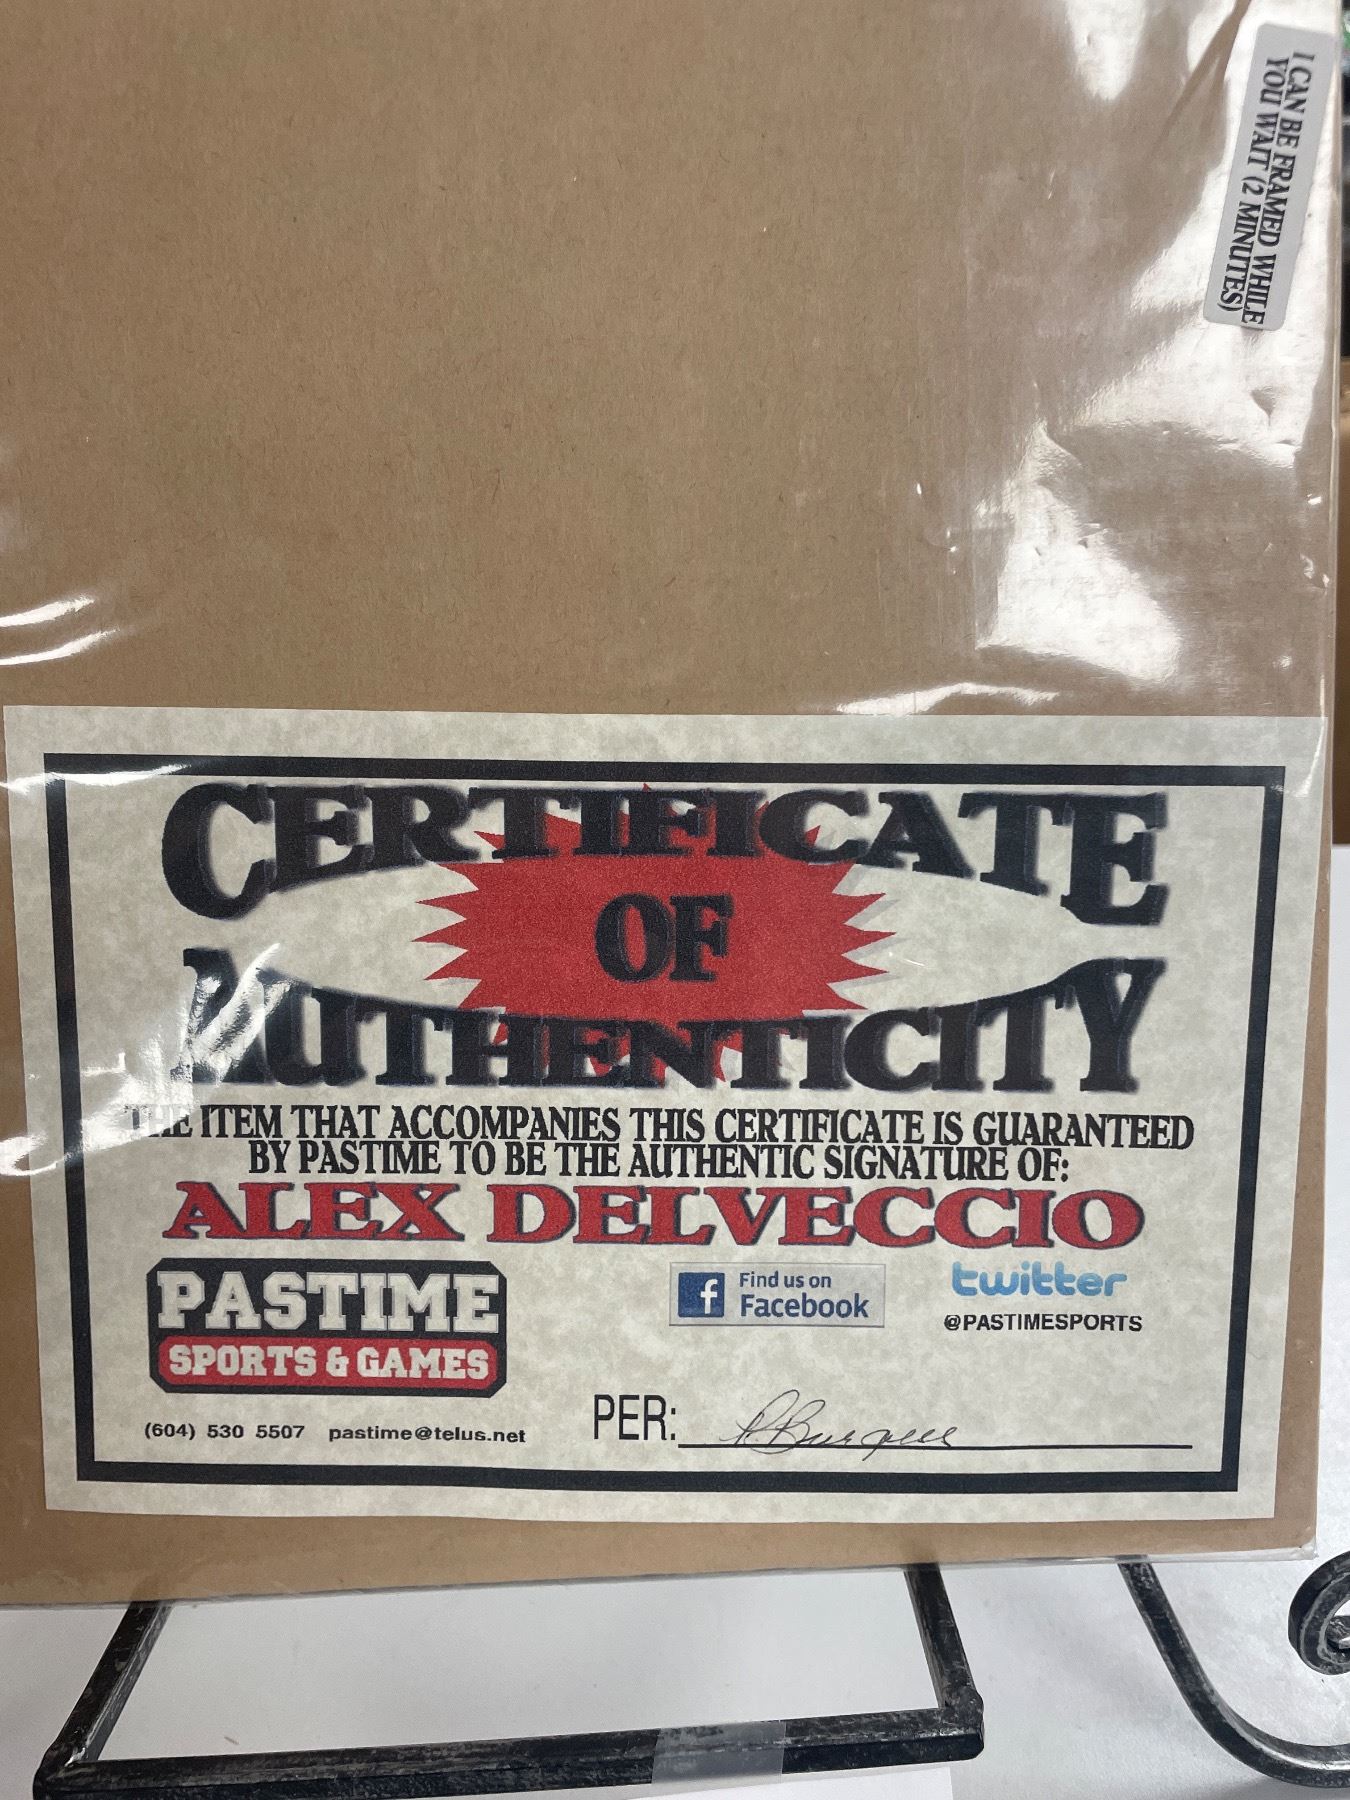 I CAN BE FRAMED WHILE
YOU WAIT (2 MINUTES)
CERTIFICATE
OF
AUTHENTICITY
THE ITEM THAT ACCOMPANIES THIS CERTIFICATE IS GUARANTEED
BY PASTIME TO BE THE AUTHENTIC SIGNATURE OF:
ALEX DELVECCIO
PASTIME
SPORTS & GAMES
f Find us on
Facebook
twitter
@PASTIMESPORTS
(604) 530 5507 pastime@telus.net
PER: